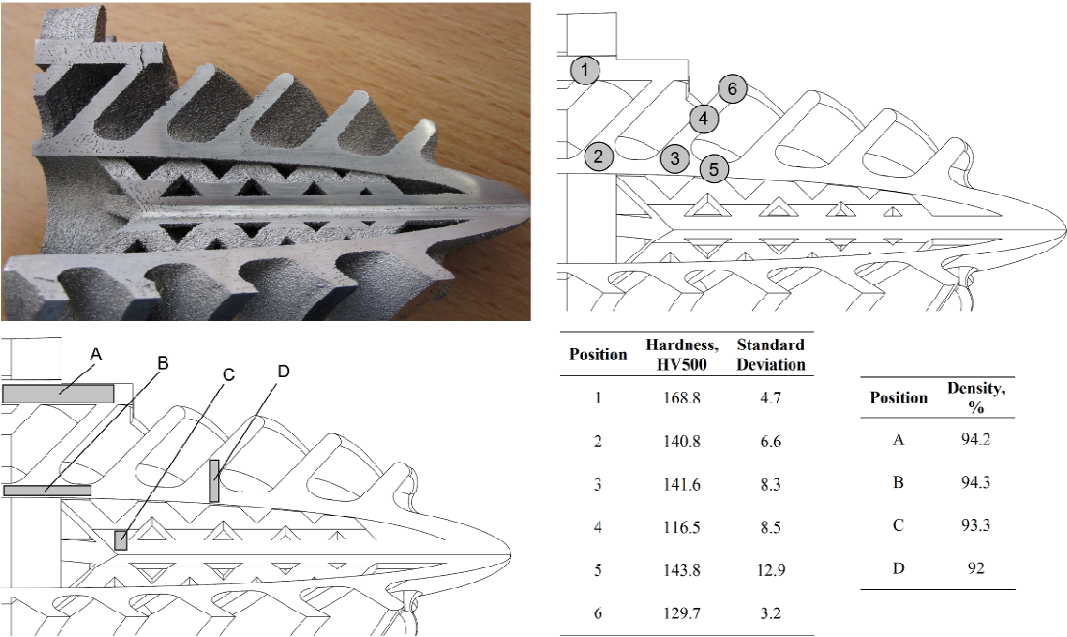 1
6
4
2
3
5
A
B
C
D
Position Hardness, HV500 Standard Deviation
1 168.8 4.7
2 140.8 6.6
3 141.6 8.3
4 116.5 8.5
5 143.8 12.9
6 129.7 3.2
Position Density, %
A 94.2
B 94.3
C 93.3
D 92